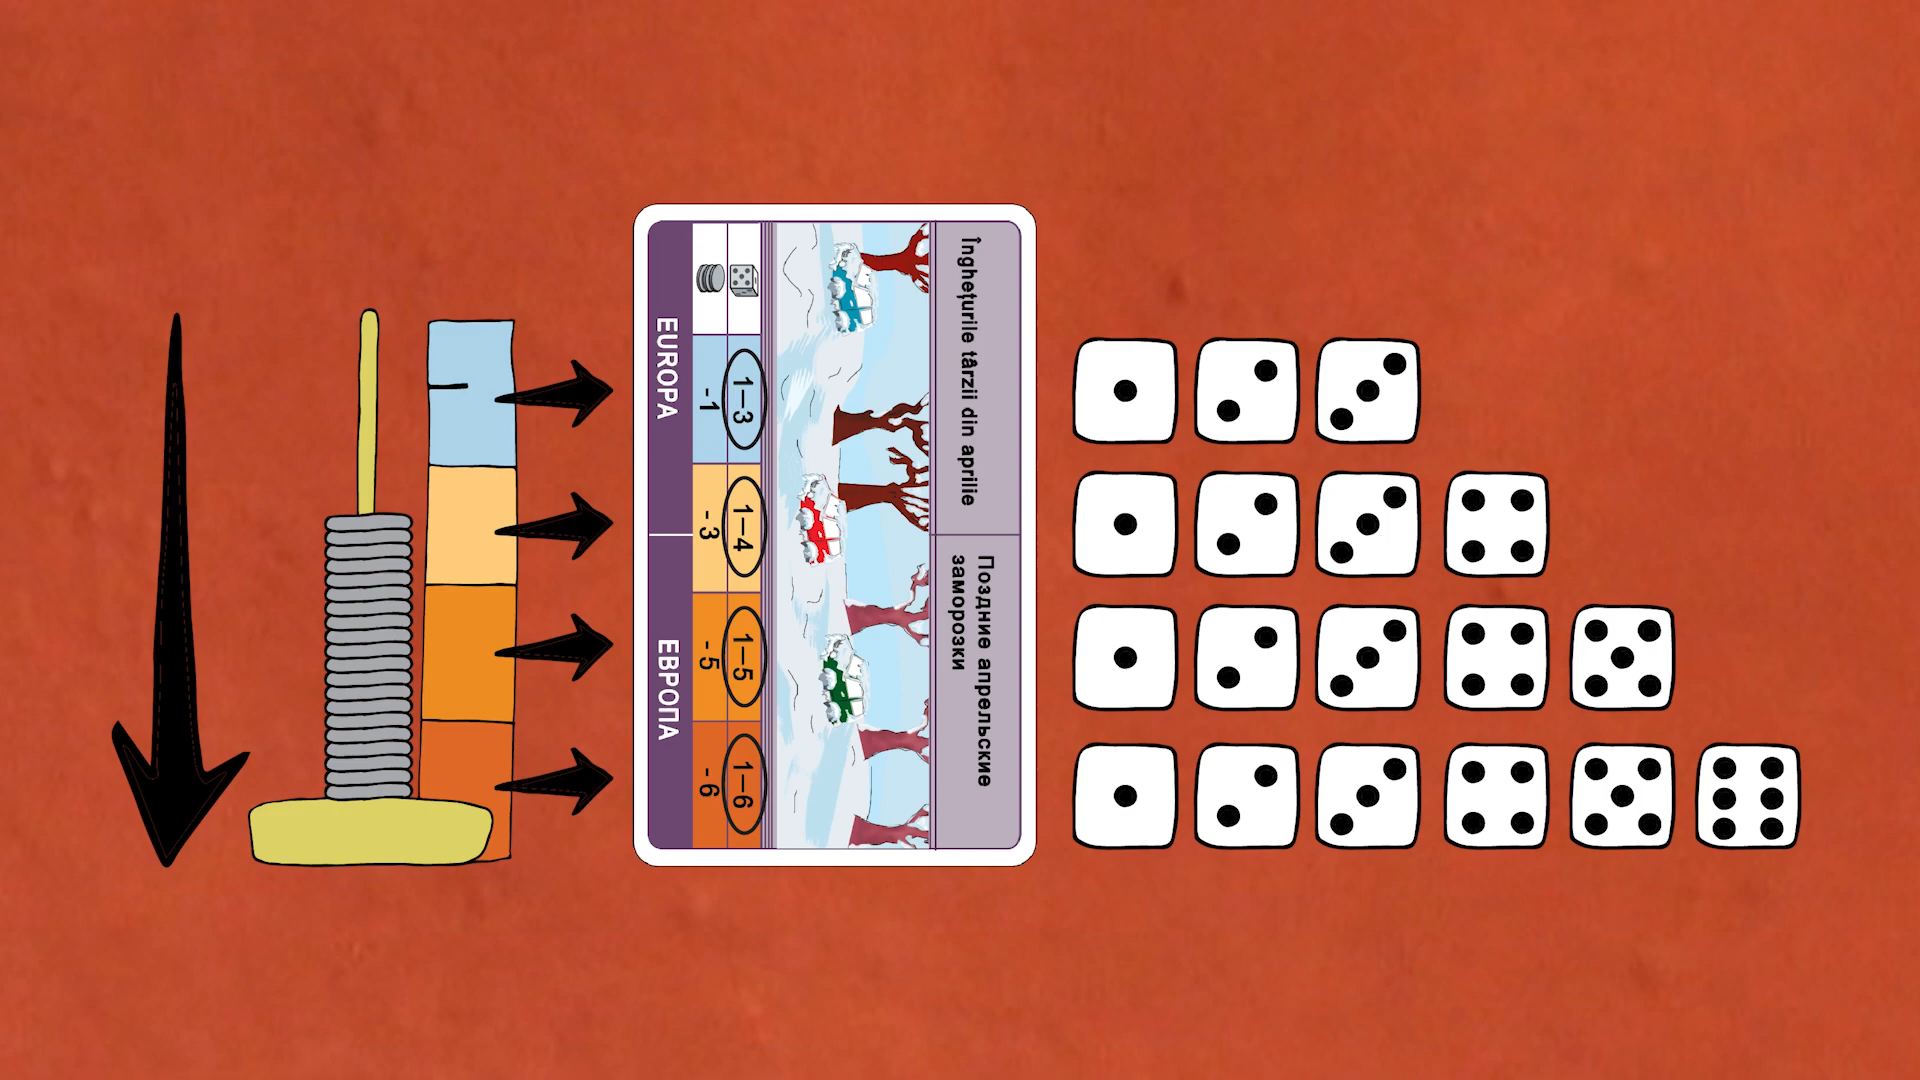 Înghețurile târzii din aprilie
Поздние апрельские
заморозки
1–3
1–4
1–5
1–6
-1
-3
-5
-6
EUROPA
ЕВРОПА